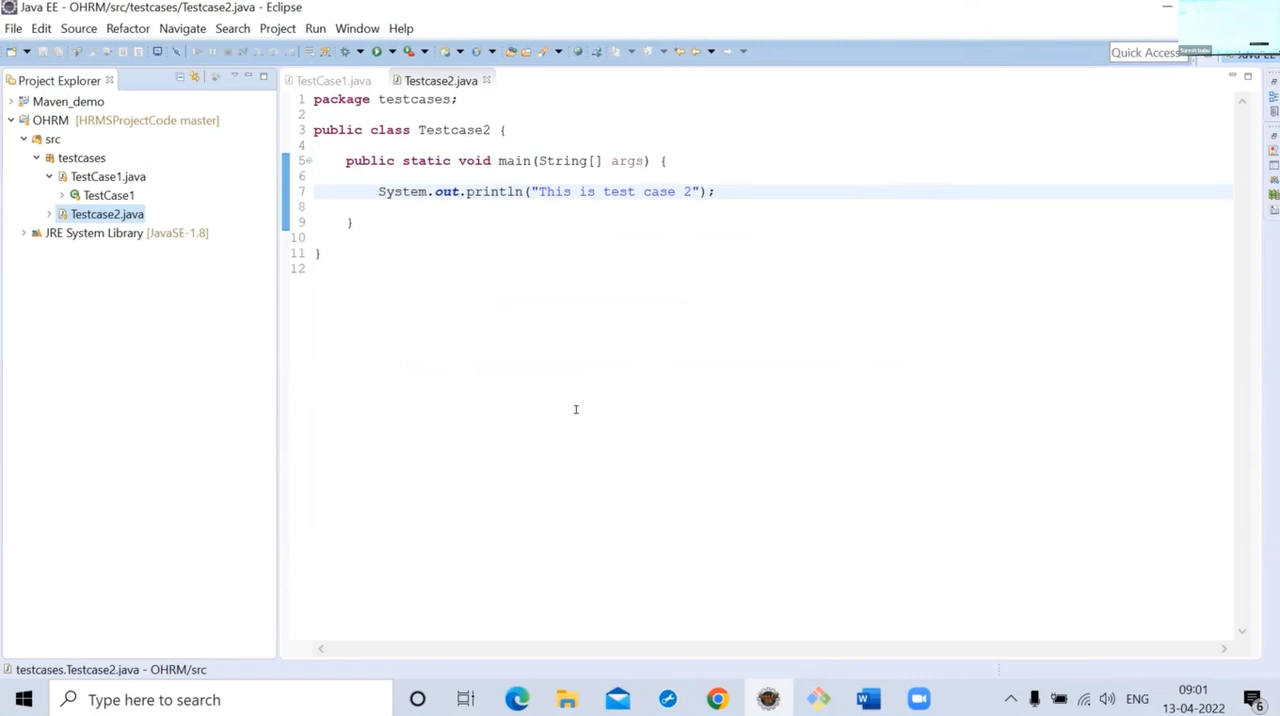 Java EE - OHRM/src/testcases/Testcase2.java - Eclipse
File Edit Source Refactor Navigate Search Project Run Window Help
Quick Access
Project Explorer
TestCase1.java
Testcase2.java
Maven_demo
OHRM [HRMSProjectCode master]
src
testcases
TestCase1.java
TestCase1
Testcase2.java
JRE System Library [JavaSE-1.8]
1 package testcases;
2
3 public class Testcase2 {
4
5 public static void main(String[] args) {
6
7 System.out.println("This is test case 2");
8
9 }
10
11 }
12
testcases.Testcase2.java - OHRM/src
Type here to search
ENG
09:01
13-04-2022
6